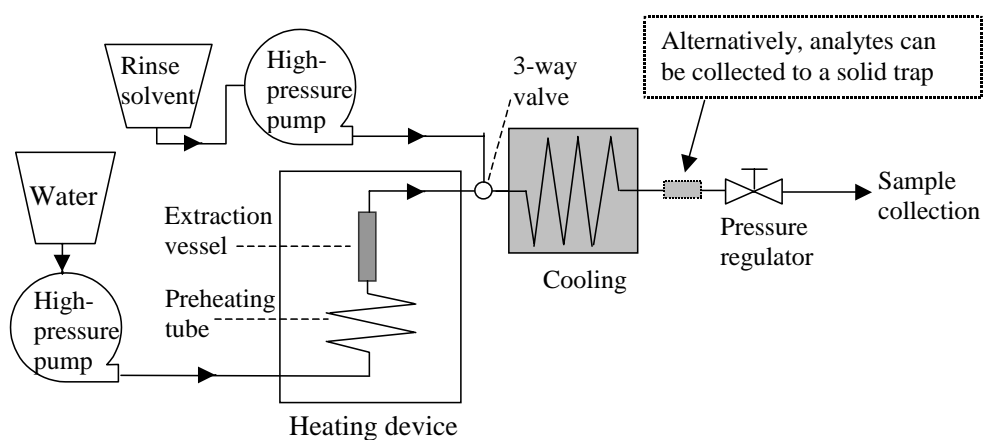 Rinse
solvent
High-
pressure
pump
3-way
valve
Alternatively, analytes can
be collected to a solid trap
Water
High-
pressure
pump
Extraction
vessel
Preheating
tube
Heating device
Cooling
Pressure
regulator
Sample
collection